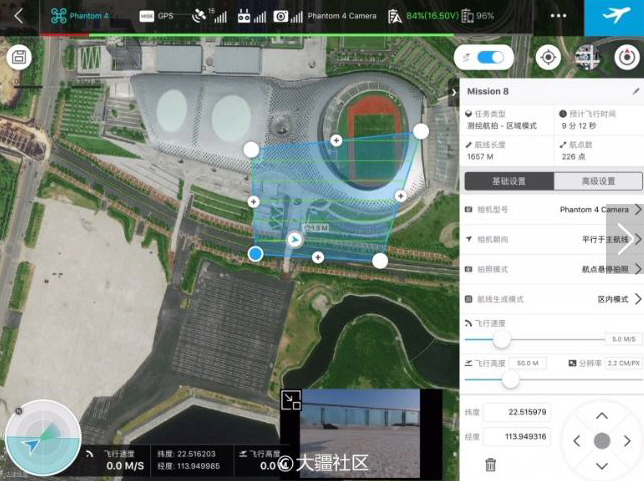 Phantom 4
MODE GPS
15
Phantom 4 Camera
84%(16.50V)
96%
Mission 8
任务类型
预计飞行时间
测绘航拍 - 区域模式
9 分 12 秒
航线长度
航点数
1657 M
226 点
基础设置
高级设置
相机型号
Phantom 4 Camera
相机朝向
平行于主航线
拍照模式
航点悬停拍照
航线生成模式
区内模式
飞行速度
5.0 M/S
飞行高度
50.0 M
分辨率
2.2 CM/PX
纬度
22.515979
经度
113.949316
N
飞行速度
0.0 M/S
纬度: 22.516203
经度: 113.949985
飞行高度
0.0
大疆社区